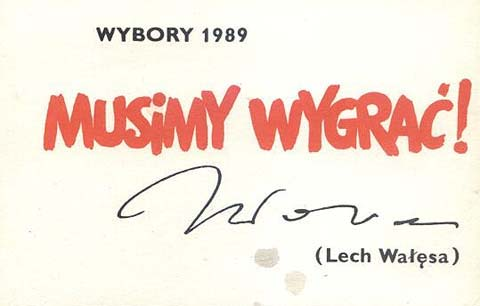 WYBORY 1989
MUSiMY WYGRAĆ!
(Lech Wałęsa)